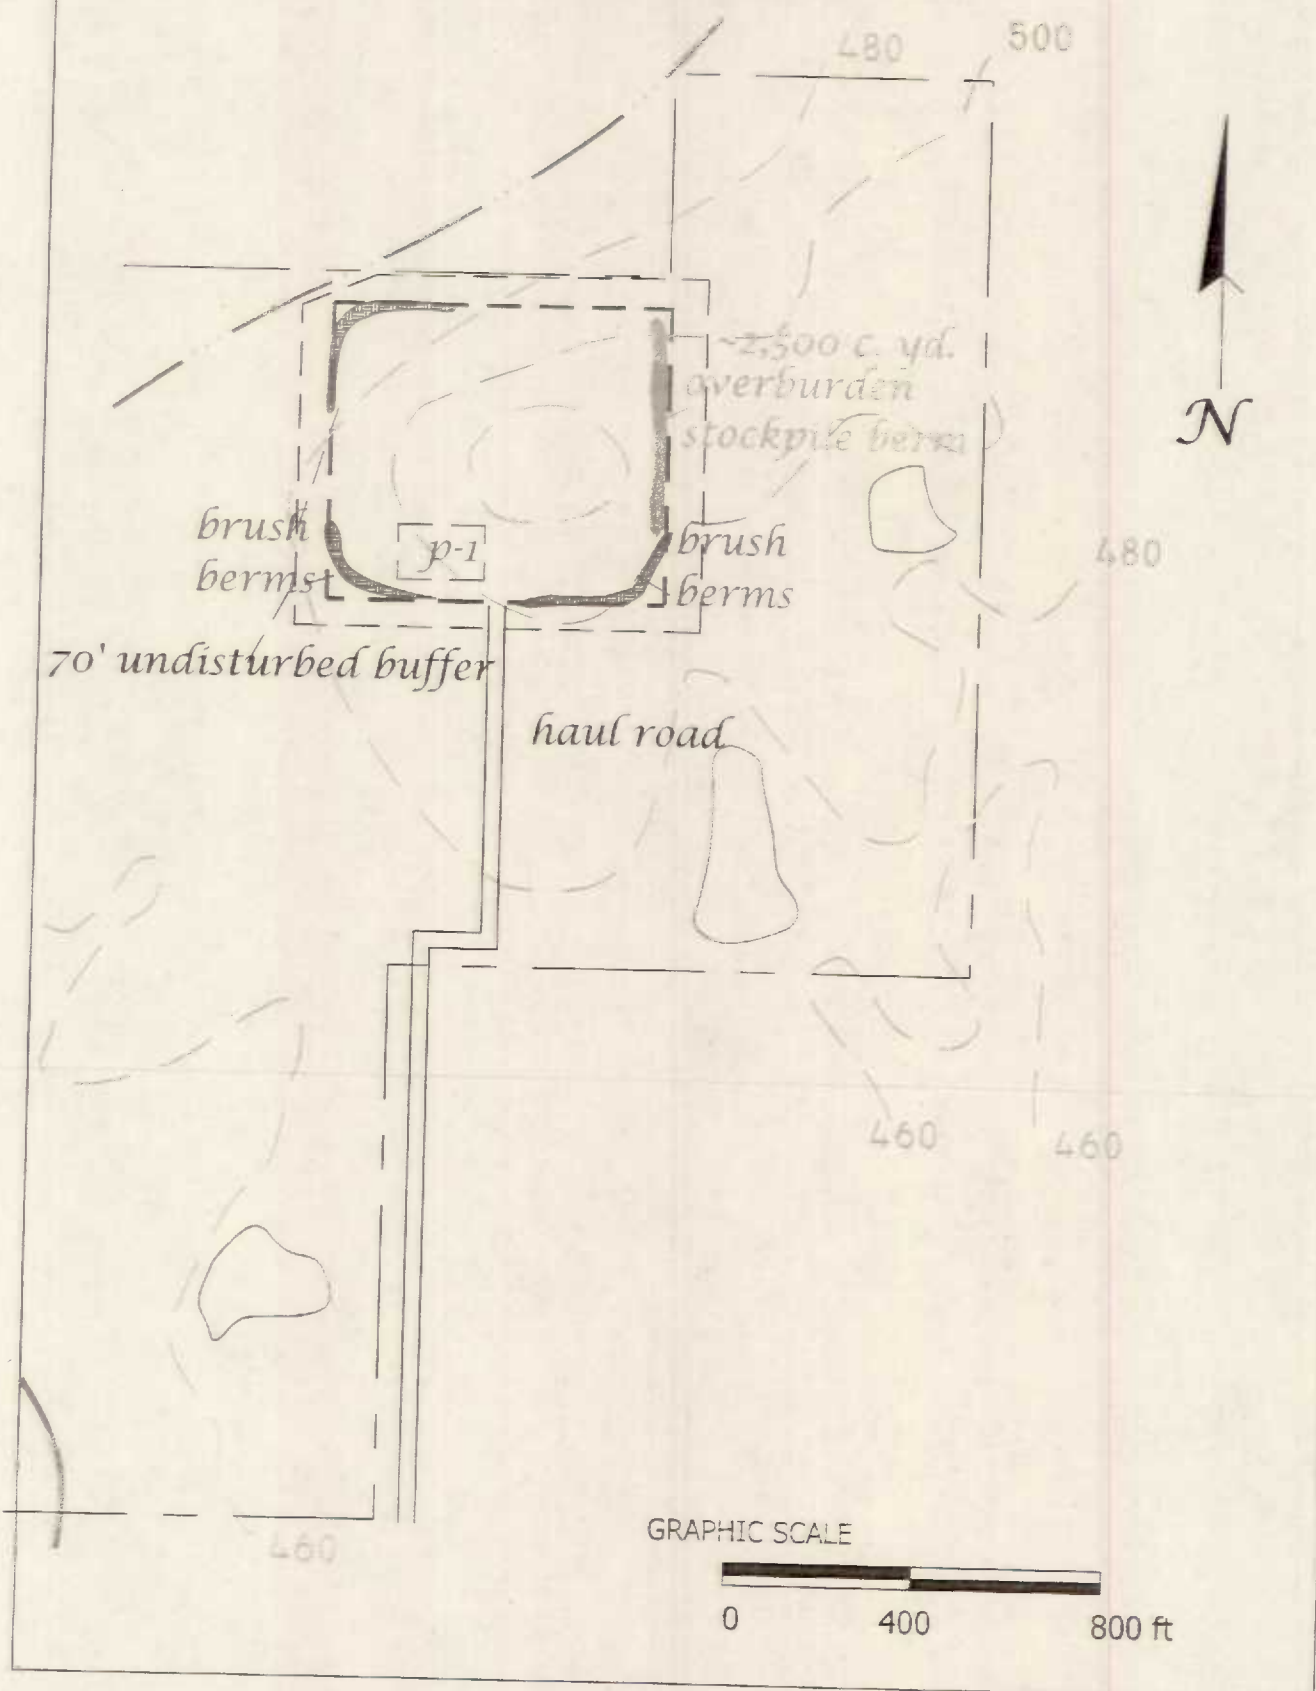 480
500
~2,500 c. yd.
overburden
stockpile berm
N
brush
berms
p-1
brush
berms
480
70' undisturbed buffer
haul road
460
460
460
GRAPHIC SCALE
0 400 800 ft